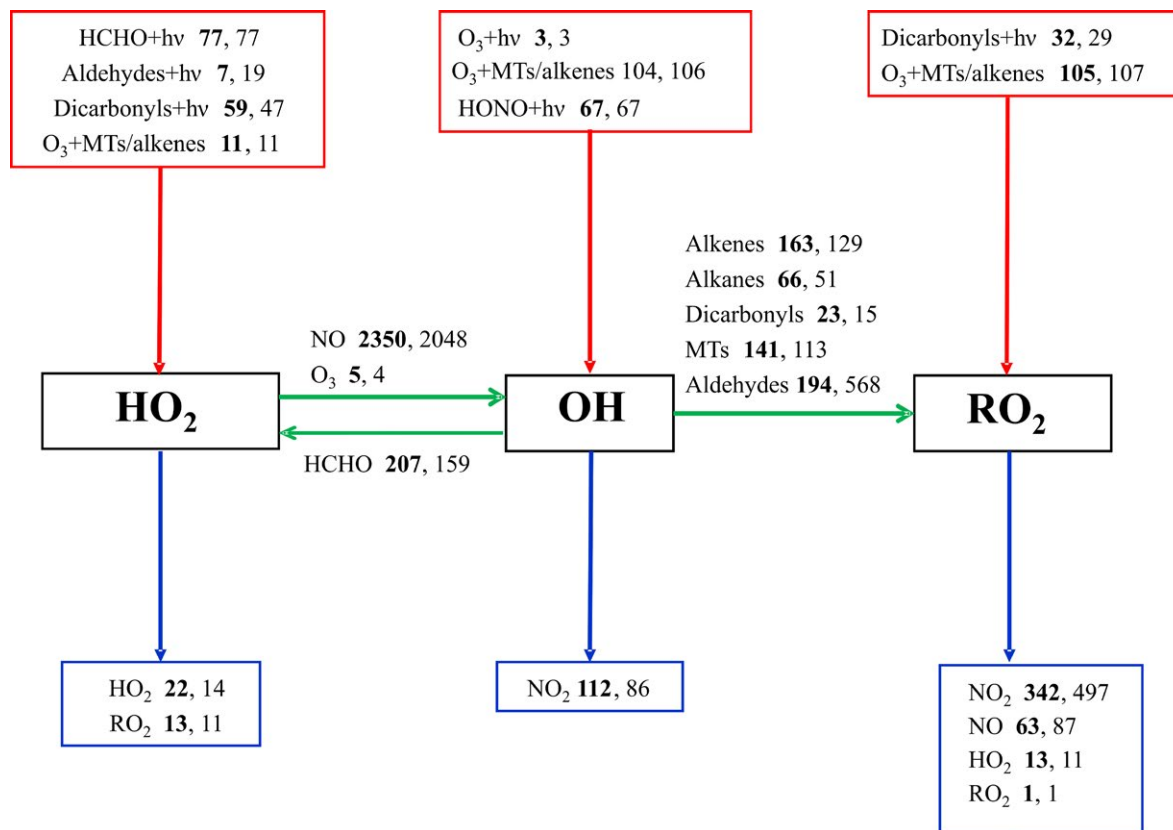 HCHO+hν 77, 77
Aldehydes+hν 7, 19
Dicarbonyls+hν 59, 47
O₃+MTs/alkenes 11, 11
O₃+hν 3, 3
O₃+MTs/alkenes 104, 106
HONO+hν 67, 67
Dicarbonyls+hν 32, 29
O₃+MTs/alkenes 105, 107
Alkenes 163, 129
Alkanes 66, 51
Dicarbonyls 23, 15
MTs 141, 113
Aldehydes 194, 568
NO 2350, 2048
O₃ 5, 4
HO₂
OH
RO₂
HCHO 207, 159
HO₂ 22, 14
RO₂ 13, 11
NO₂ 112, 86
NO₂ 342, 497
NO 63, 87
HO₂ 13, 11
RO₂ 1, 1